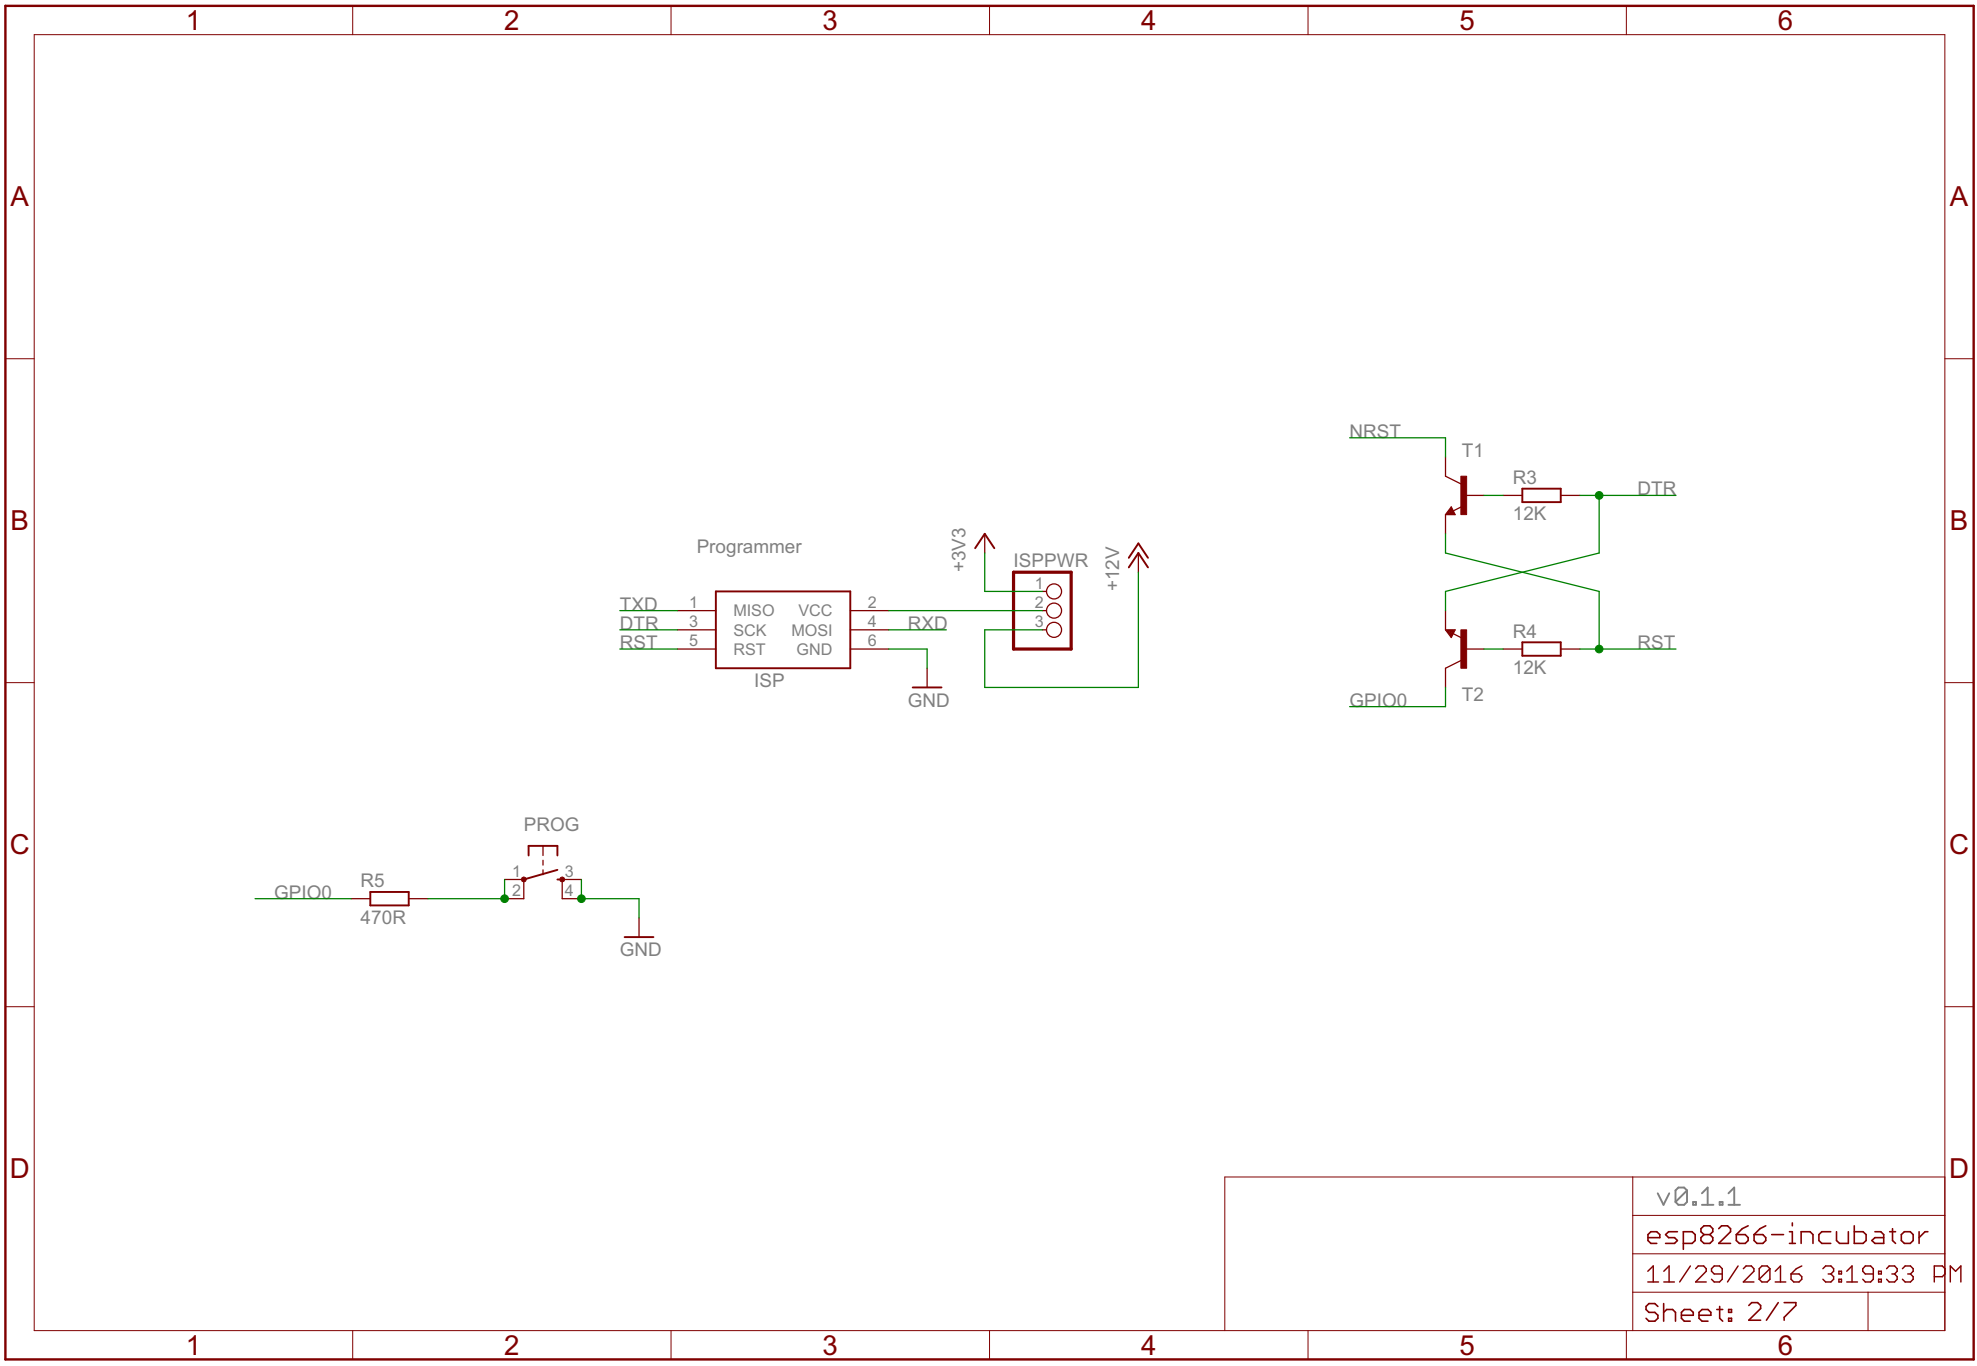 1 2 3 4 5 6
A A
B B
C C
D D
NRST
T1
R3
12K
DTR
R4
12K
RST
GPIO0
T2
Programmer
+3V3
ISPPWR
+12V
1
2
3
TXD 1 MISO VCC 2
DTR 3 SCK MOSI 4 RXD
RST 5 RST GND 6
ISP
GND
PROG
GPIO0
R5
470R
1 3
2 4
GND
v0.1.1
esp8266-incubator
11/29/2016 3:19:33 PM
Sheet: 2/7
1 2 3 4 5 6